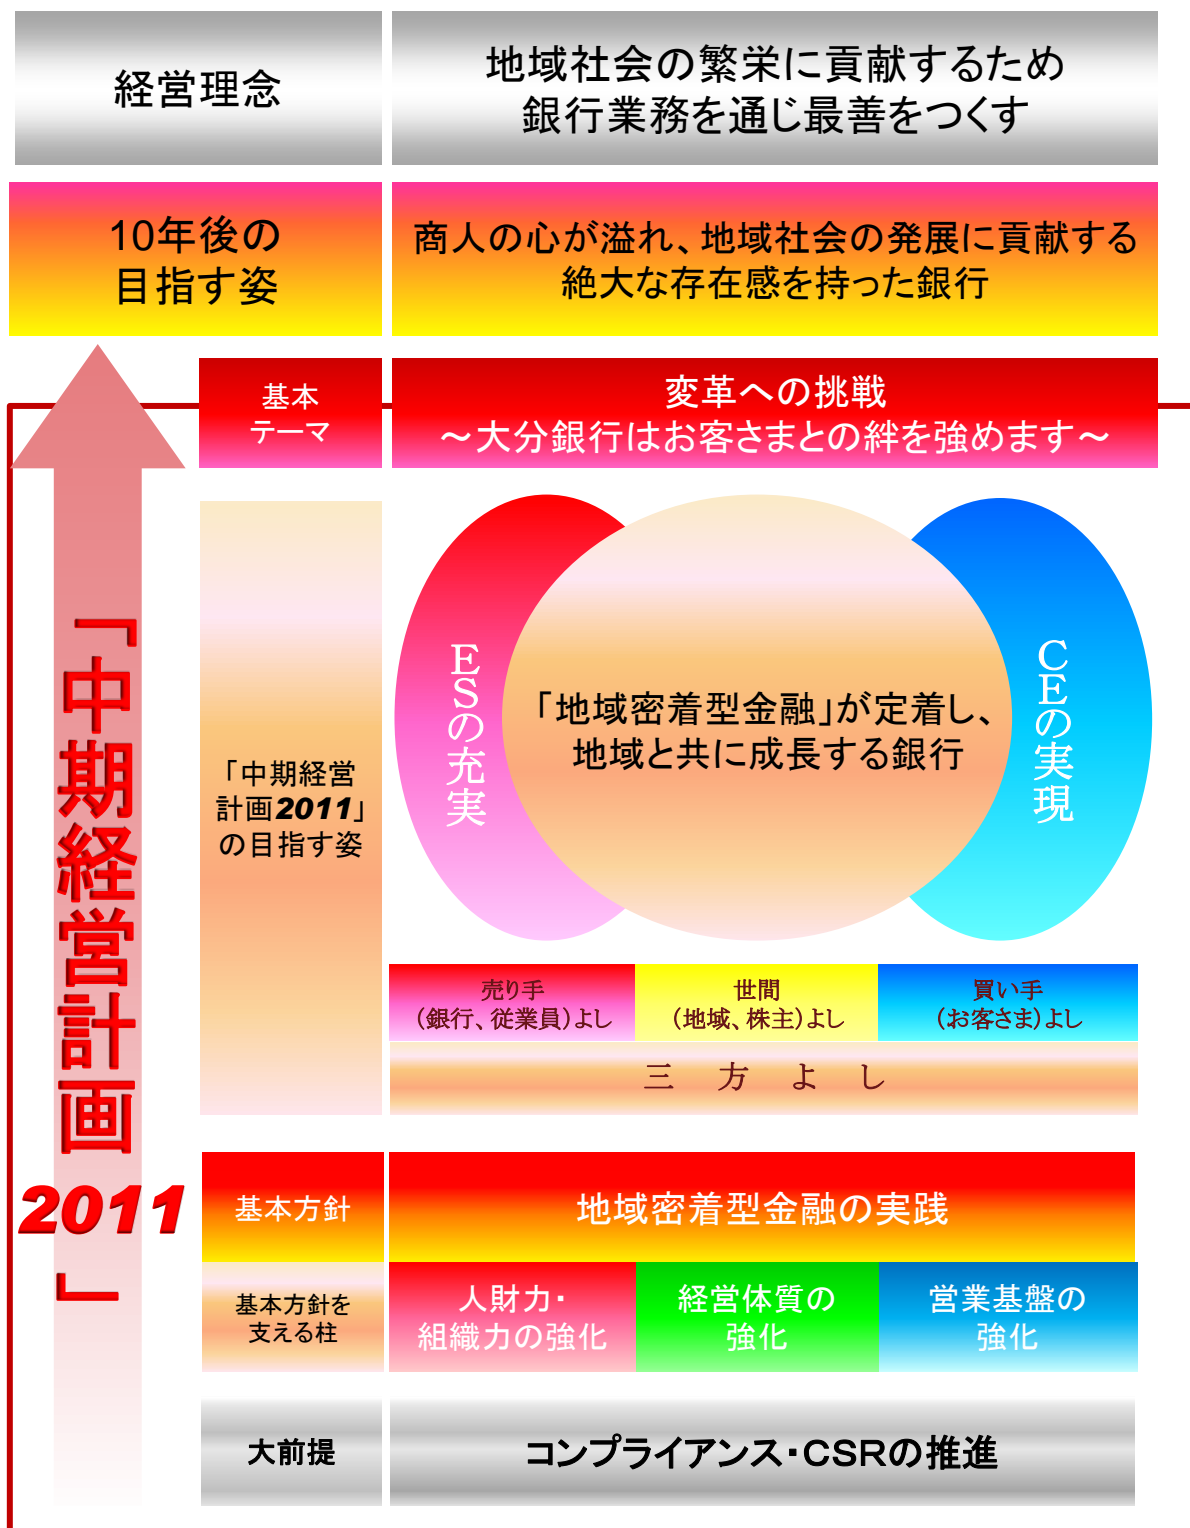 経営理念
地域社会の繁栄に貢献するため
銀行業務を通じ最善をつくす
10年後の
目指す姿
商人の心が溢れ、地域社会の発展に貢献する
絶大な存在感を持った銀行
基本
テーマ
変革への挑戦
～大分銀行はお客さまとの絆を強めます～
「中期経営計画2011」
「中期経営
計画2011」
の目指す姿
ESの充実
「地域密着型金融」が定着し、
地域と共に成長する銀行
CEの実現
売り手
（銀行、従業員）よし
世間
（地域、株主）よし
買い手
（お客さま）よし
三方よし
基本方針
地域密着型金融の実践
基本方針を
支える柱
人財力・
組織力の強化
経営体質の
強化
営業基盤の
強化
大前提
コンプライアンス・CSRの推進